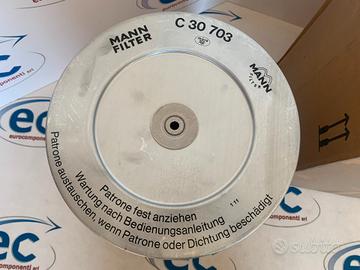 MANN
FILTER
C 30 703
MANN
FILTER
Patrone fest anziehen
Wartung nach Bedienungsanleitung
Patrone austauschen, wenn Patrone oder Dichtung beschädigt
ec
eurocomponenti srl
ec
eurocomponenti srl
ec
subito